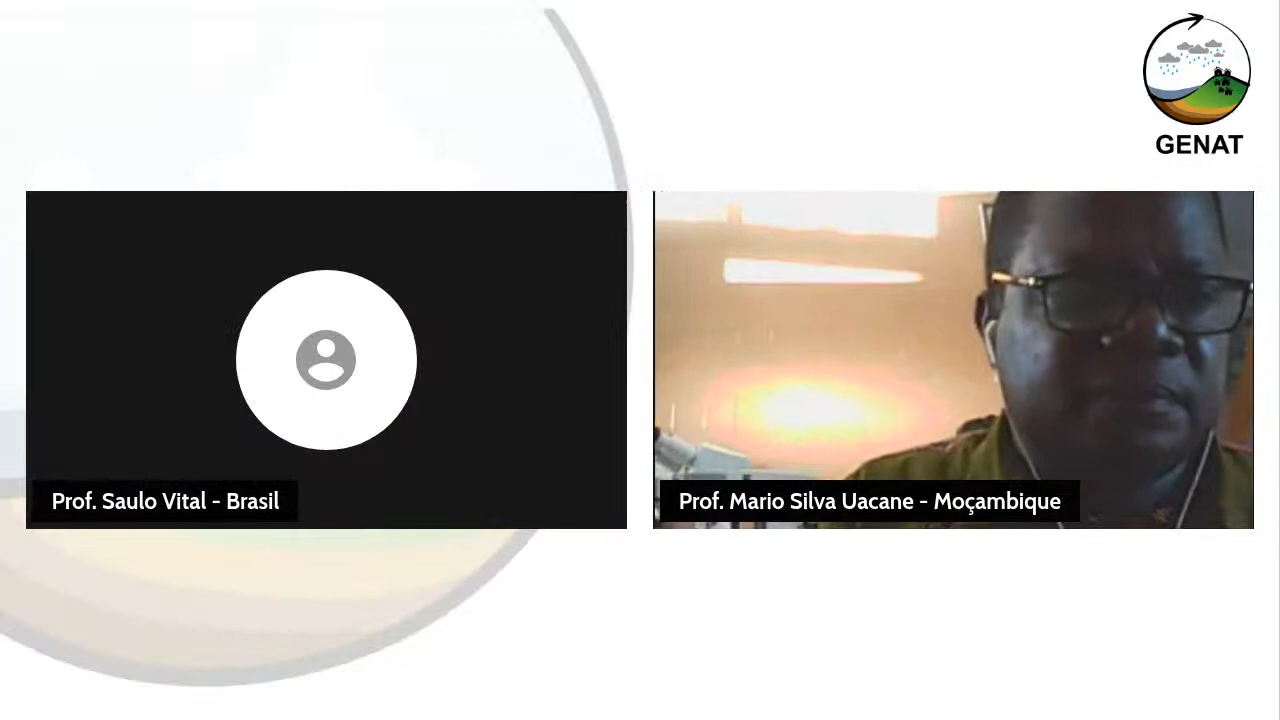 GENAT
Prof. Saulo Vital - Brasil
Prof. Mario Silva Uacane - Moçambique